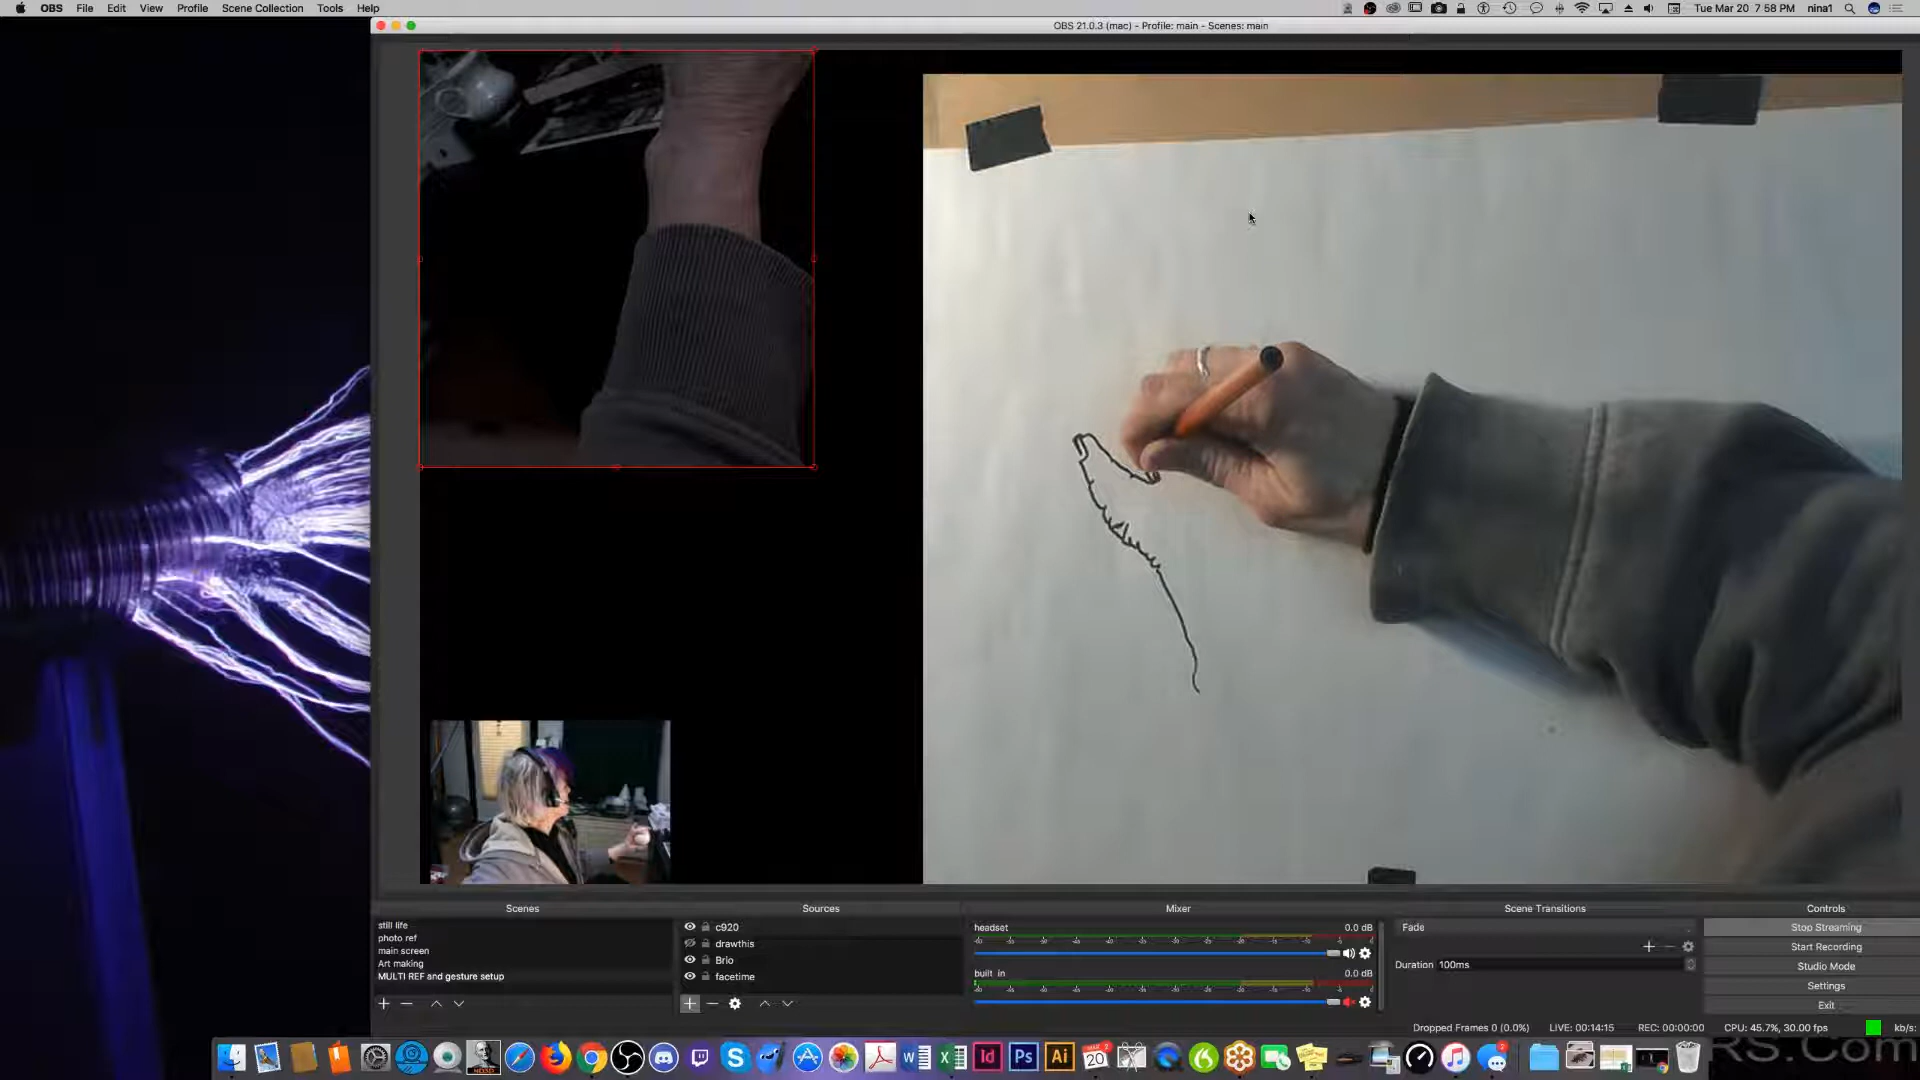 OBS File Edit View Profile Scene Collection Tools Help
Tue Mar 20 7:58 PM nina1
OBS 21.0.3 (mac) - Profile: main - Scenes: main
Scenes Sources Mixer Scene Transitions Controls
still life
photo ref
main screen
Art making
MULTI REF and gesture setup
c920
drawthis
Brio
facetime
headset 0.0 dB
built in 0.0 dB
Fade
Duration 100ms
Stop Streaming
Start Recording
Studio Mode
Settings
Exit
Dropped Frames 0 (0.0%) LIVE: 00:14:15 REC: 00:00:00 CPU: 45.7%, 30.00 fps kb/s:
W X Id Ps Ai 20
RS.Com